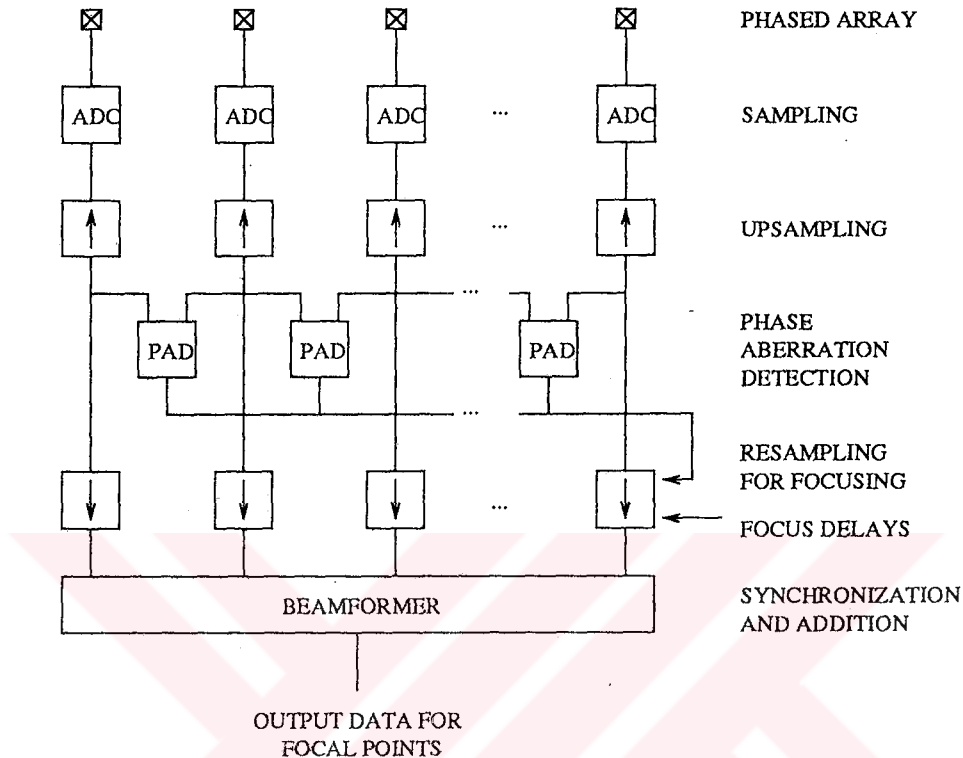 PHASED ARRAY
ADC ADC ADC ... ADC SAMPLING
... UPSAMPLING
...
PAD PAD PAD PHASE
ABERRATION
DETECTION
...
RESAMPLING
FOR FOCUSING
...
FOCUS DELAYS
BEAMFORMER SYNCHRONIZATION
AND ADDITION
OUTPUT DATA FOR
FOCAL POINTS